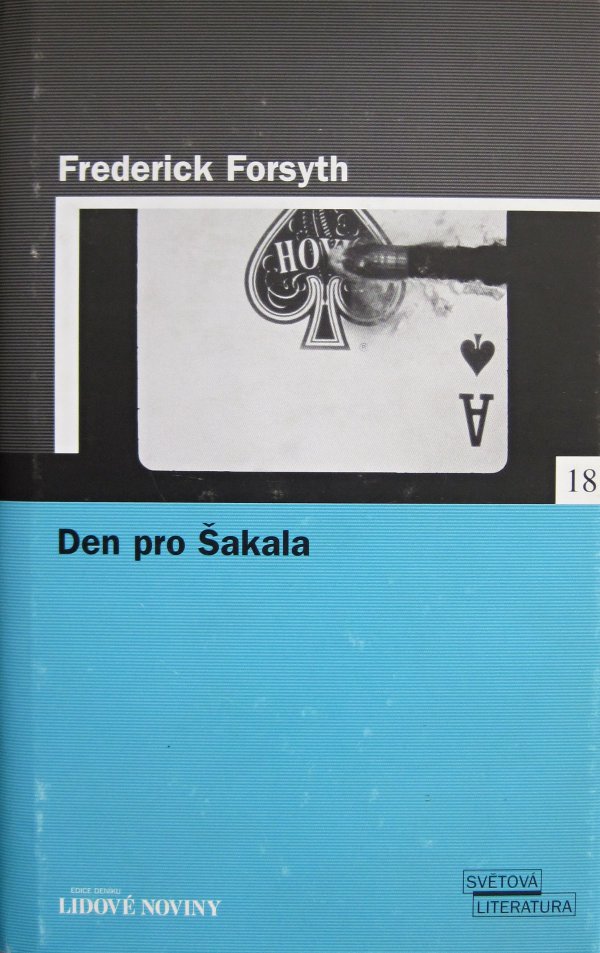 Frederick Forsyth
HOY
A
18
Den pro Šakala
EDICE DENÍKU
LIDOVÉ NOVINY
SVĚTOVÁ
LITERATURA